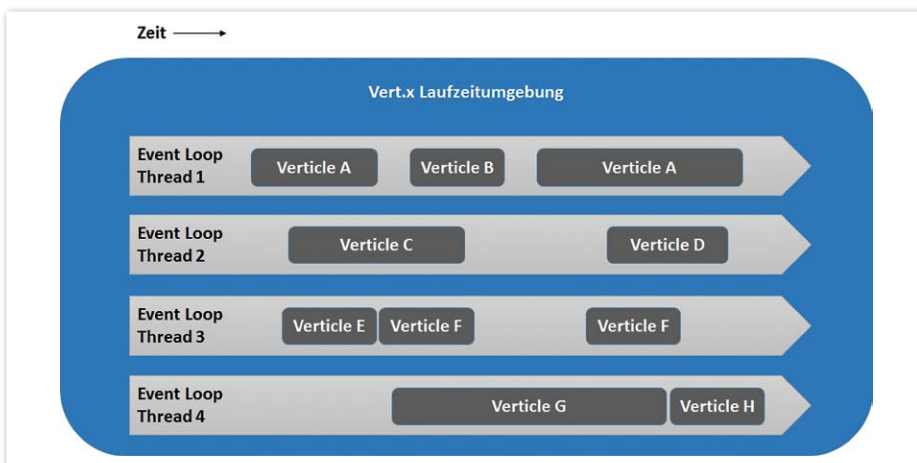 Zeit
Vert.x Laufzeitumgebung
Event Loop
Thread 1
Verticle A
Verticle B
Verticle A
Event Loop
Thread 2
Verticle C
Verticle D
Event Loop
Thread 3
Verticle E
Verticle F
Verticle F
Event Loop
Thread 4
Verticle G
Verticle H